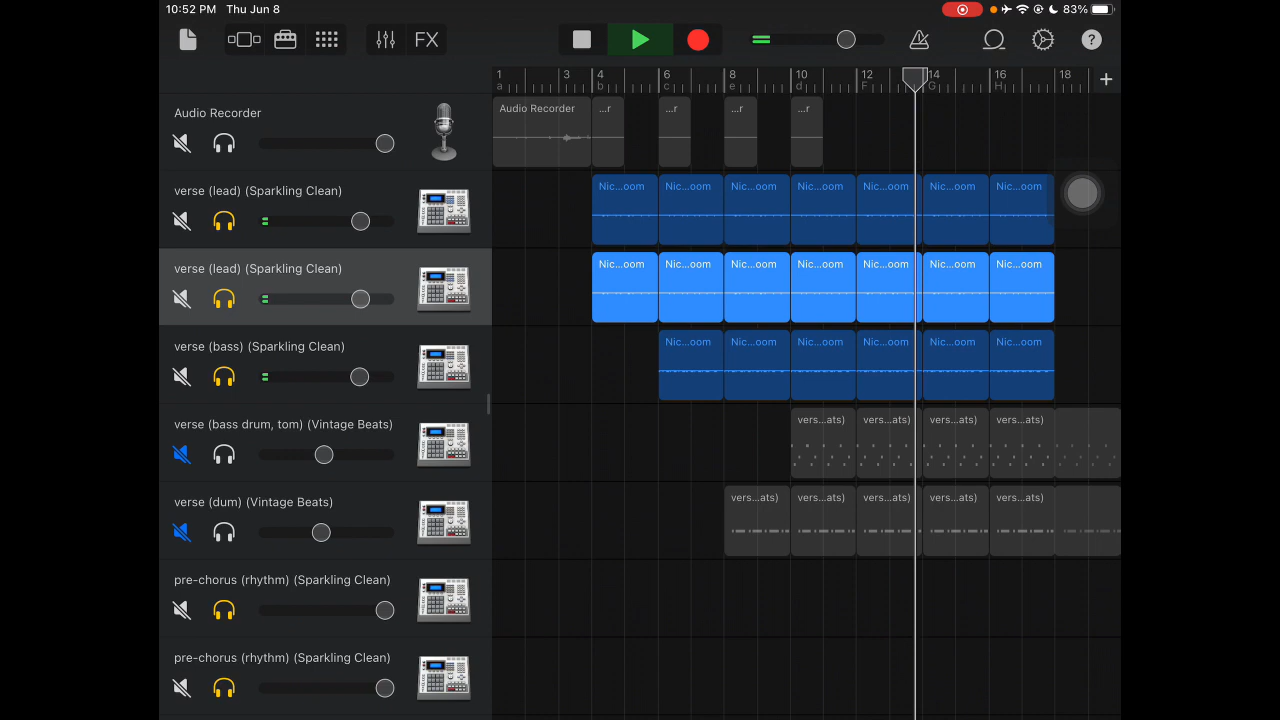 10:52 PM Thu Jun 8
83%
FX
?
1 3 4 6 8 10 12 14 16 18
a b c e d F G H
+
Audio Recorder
Audio Recorder ...r ...r ...r ...r
verse (lead) (Sparkling Clean)
Nic...oom Nic...oom Nic...oom Nic...oom Nic...oom Nic...oom Nic...oom
verse (lead) (Sparkling Clean)
Nic...oom Nic...oom Nic...oom Nic...oom Nic...oom Nic...oom Nic...oom
verse (bass) (Sparkling Clean)
Nic...oom Nic...oom Nic...oom Nic...oom Nic...oom Nic...oom
verse (bass drum, tom) (Vintage Beats)
vers...ats) vers...ats) vers...ats) vers...ats)
verse (dum) (Vintage Beats)
vers...ats) vers...ats) vers...ats) vers...ats) vers...ats)
pre-chorus (rhythm) (Sparkling Clean)
pre-chorus (rhythm) (Sparkling Clean)